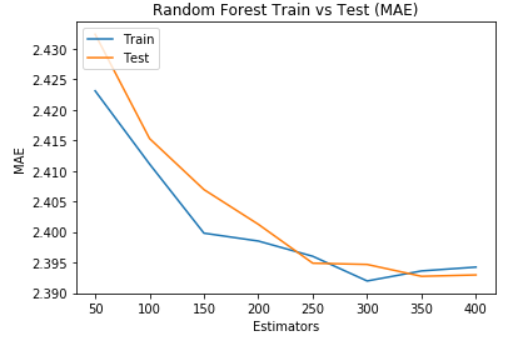 Random Forest Train vs Test (MAE)
Train
Test
MAE
2.430
2.425
2.420
2.415
2.410
2.405
2.400
2.395
2.390
50 100 150 200 250 300 350 400
Estimators